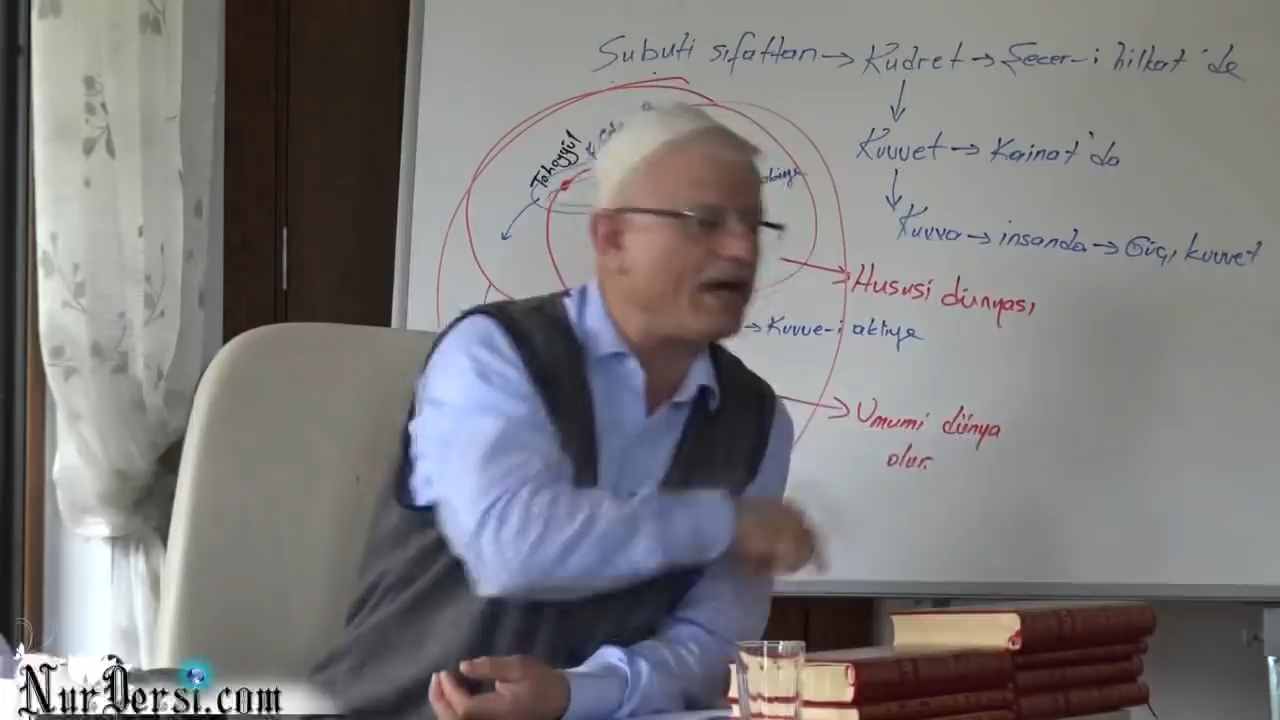 Subuti sıfattan → Kudret → Şecer-i hilkat'de
↓
Kuvvet → Kainat'da
↓
Kuvva → insanda → Güç, kuvvet
Tahayyül
→ Hususi dünyası
→ Kuvve-i akliye
→ Umumi dünya
olur.
NurDersi.com